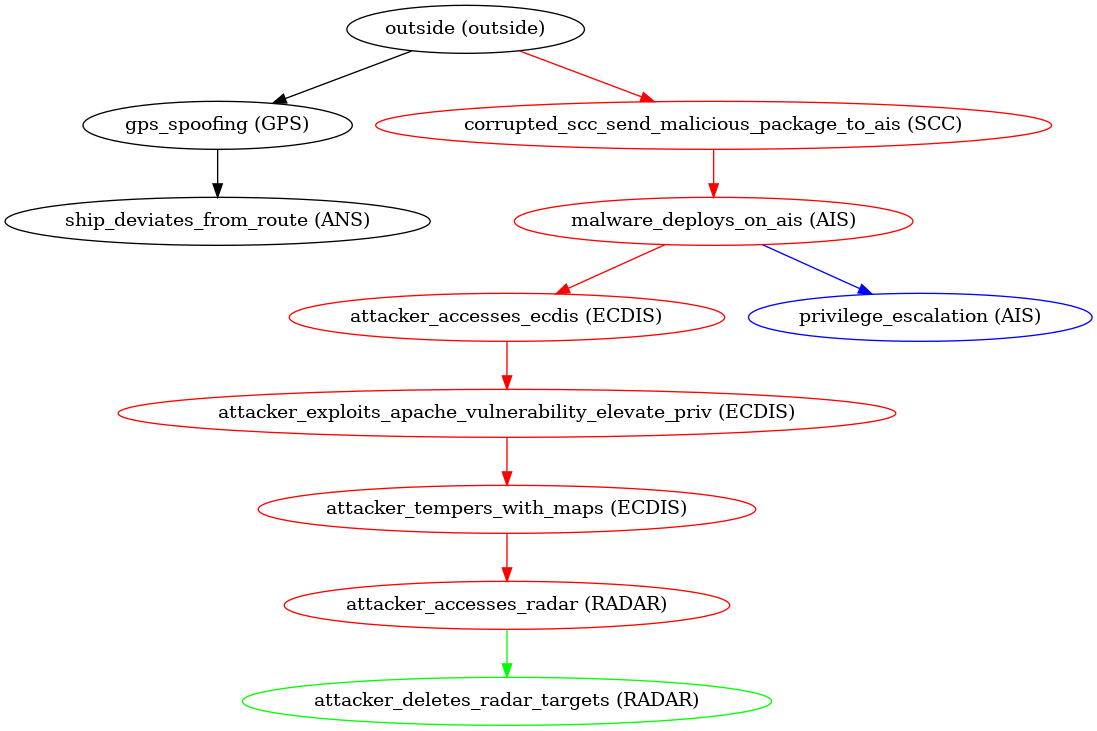 outside (outside)
gps_spoofing (GPS)
corrupted_scc_send_malicious_package_to_ais (SCC)
ship_deviates_from_route (ANS)
malware_deploys_on_ais (AIS)
attacker_accesses_ecdis (ECDIS)
privilege_escalation (AIS)
attacker_exploits_apache_vulnerability_elevate_priv (ECDIS)
attacker_tempers_with_maps (ECDIS)
attacker_accesses_radar (RADAR)
attacker_deletes_radar_targets (RADAR)